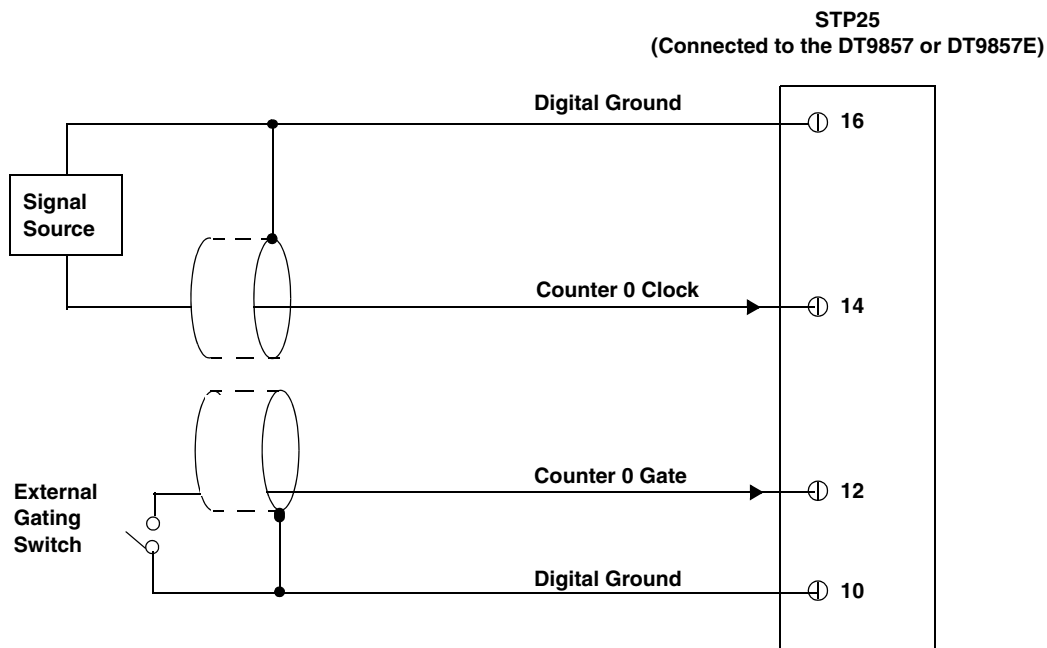 STP25
(Connected to the DT9857 or DT9857E)
Digital Ground
16
Signal
Source
Counter 0 Clock
14
Counter 0 Gate
12
External
Gating
Switch
Digital Ground
10